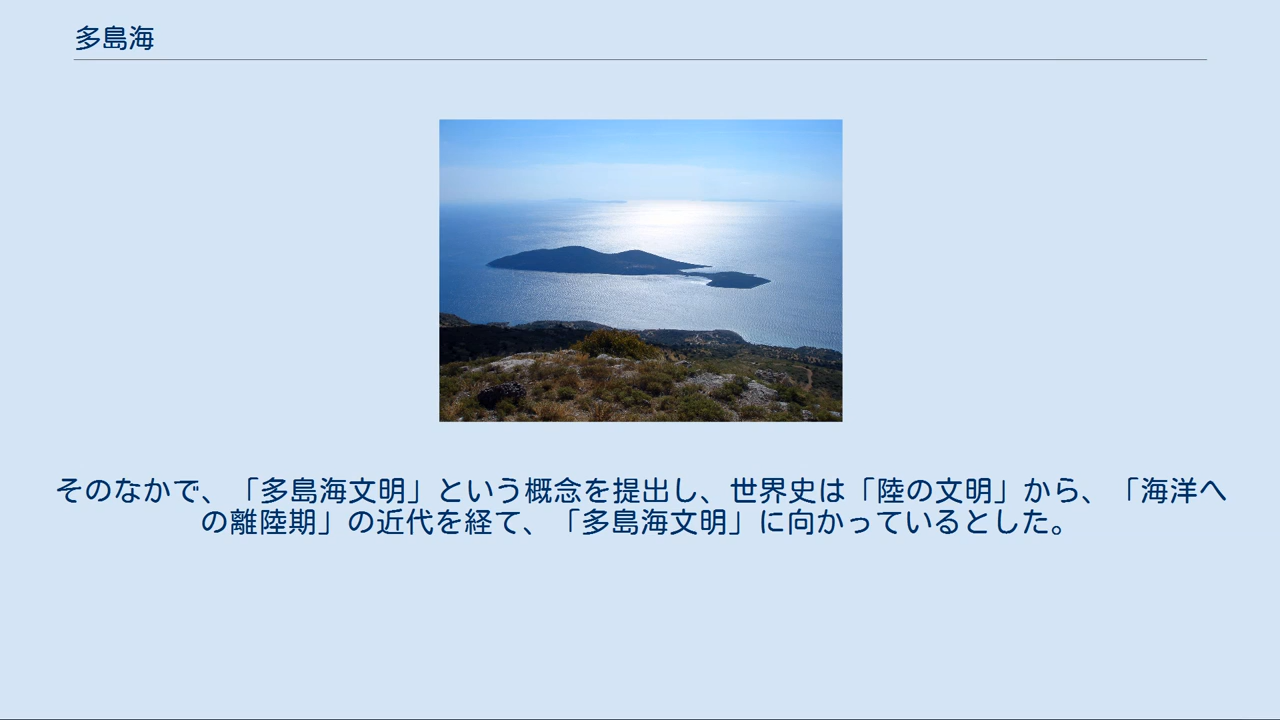 多島海
そのなかで、「多島海文明」という概念を提出し、世界史は「陸の文明」から、「海洋へ
の離陸期」の近代を経て、「多島海文明」に向かっているとした。